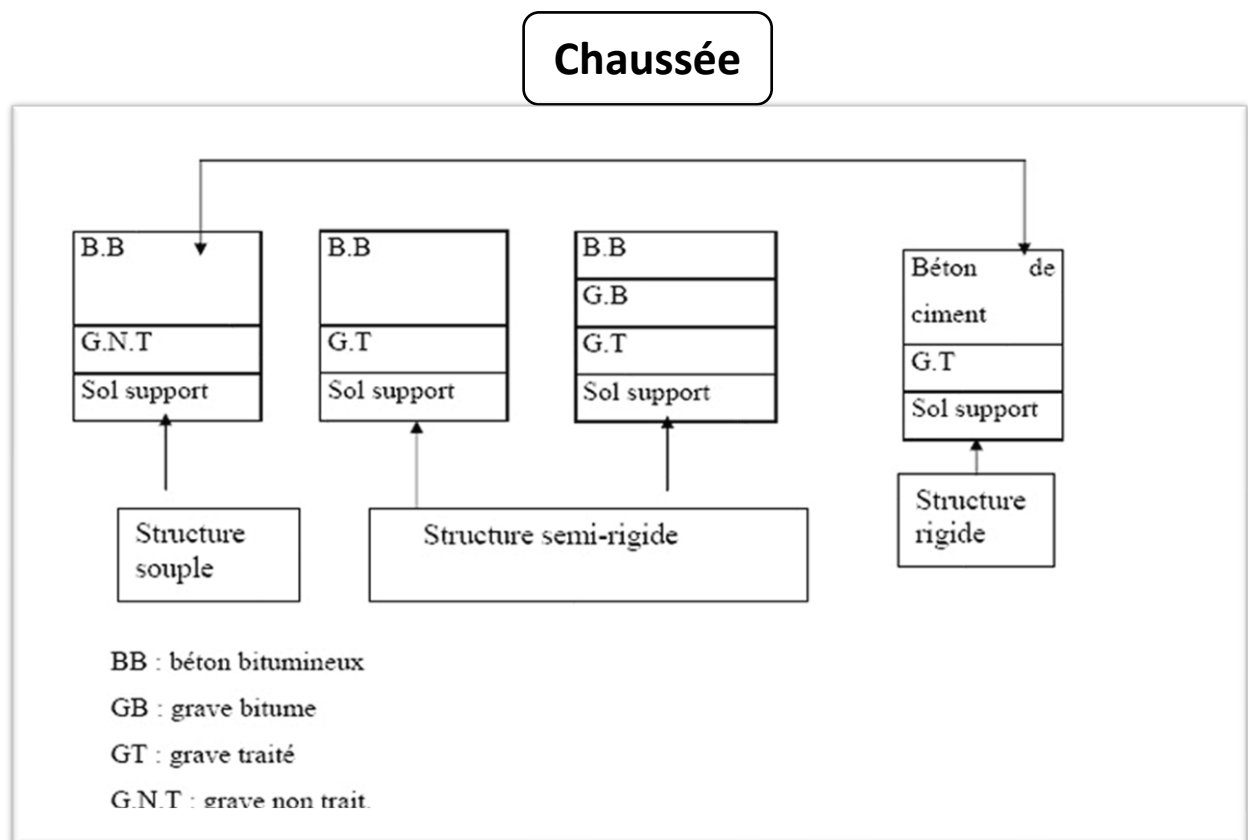 Chaussée
B.B
G.N.T
Sol support
B.B
G.T
Sol support
B.B
G.B
G.T
Sol support
Béton de
ciment
G.T
Sol support
Structure
souple
Structure semi-rigide
Structure
rigide
BB : béton bitumineux
GB : grave bitume
GT : grave traité
G.N.T : grave non trait.